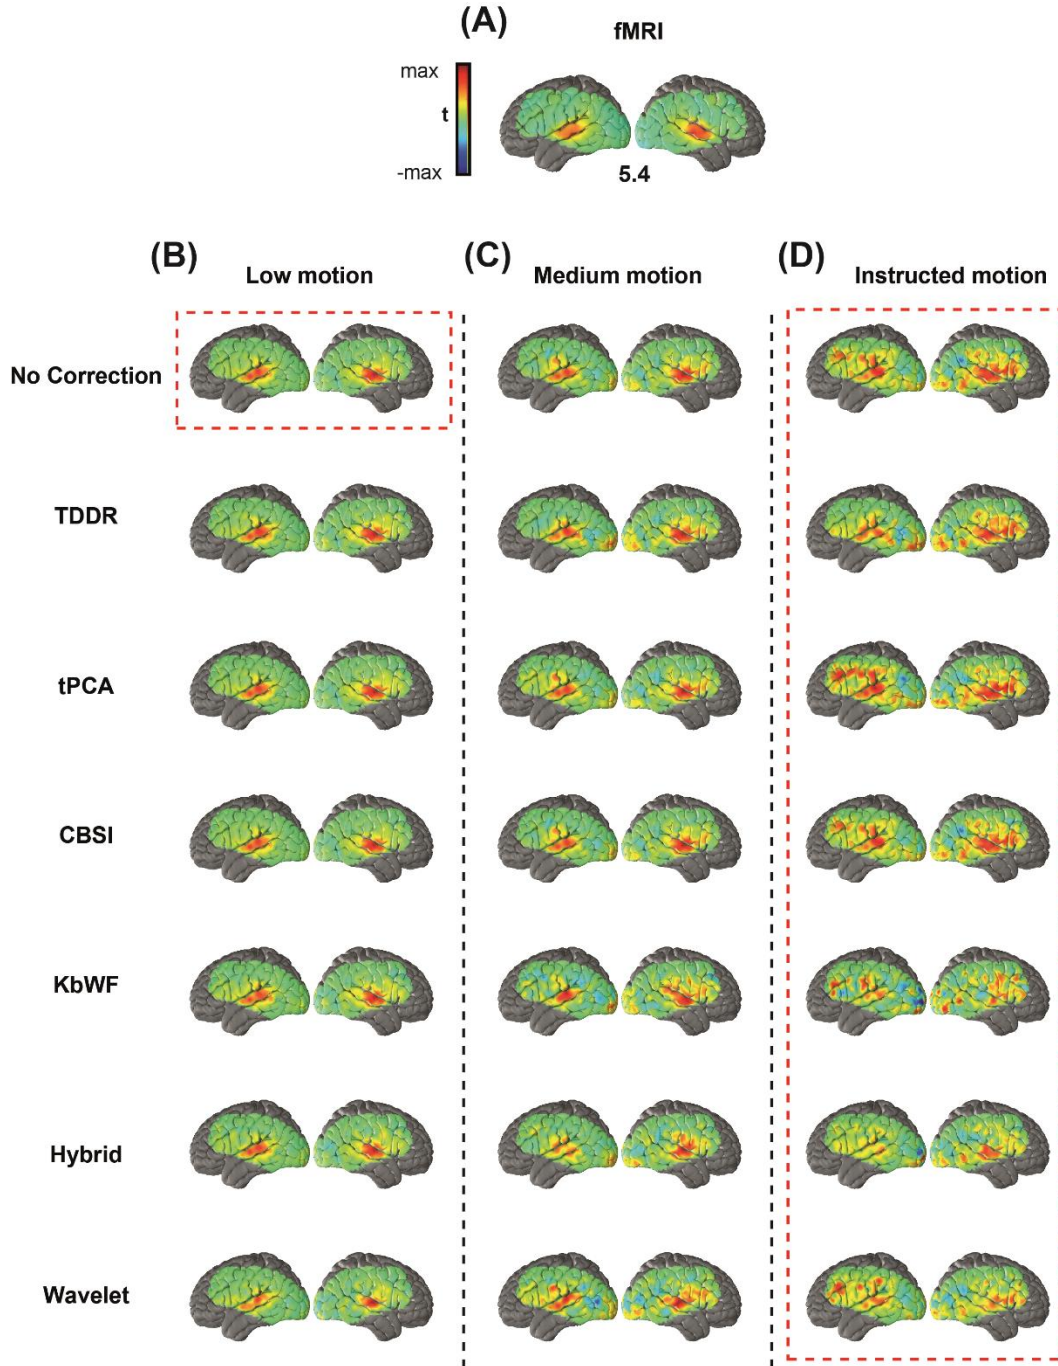 (A)
fMRI
max
t
-max
5.4
(B)
Low motion
(C)
Medium motion
(D)
Instructed motion
No Correction
TDDR
tPCA
CBSI
KbWF
Hybrid
Wavelet